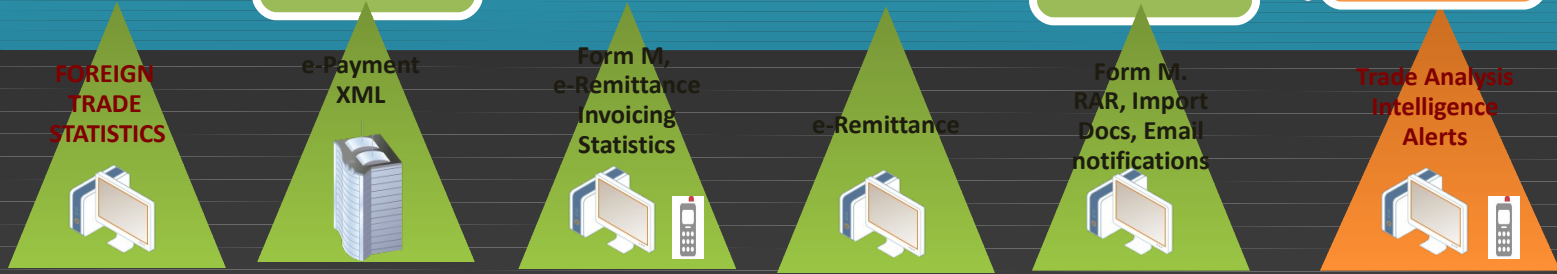 FOREIGN
TRADE
STATISTICS
e-Payment
XML
Form M,
e-Remittance
Invoicing
Statistics
e-Remittance
Form M.
RAR, Import
Docs, Email
notifications
Trade Analysis
Intelligence
Alerts